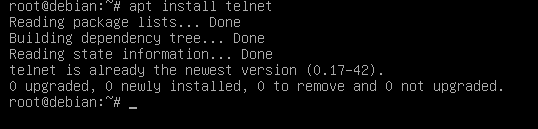 root@debian:~# apt install telnet
Reading package lists... Done
Building dependency tree... Done
Reading state information... Done
telnet is already the newest version (0.17-42).
0 upgraded, 0 newly installed, 0 to remove and 0 not upgraded.
root@debian:~# _